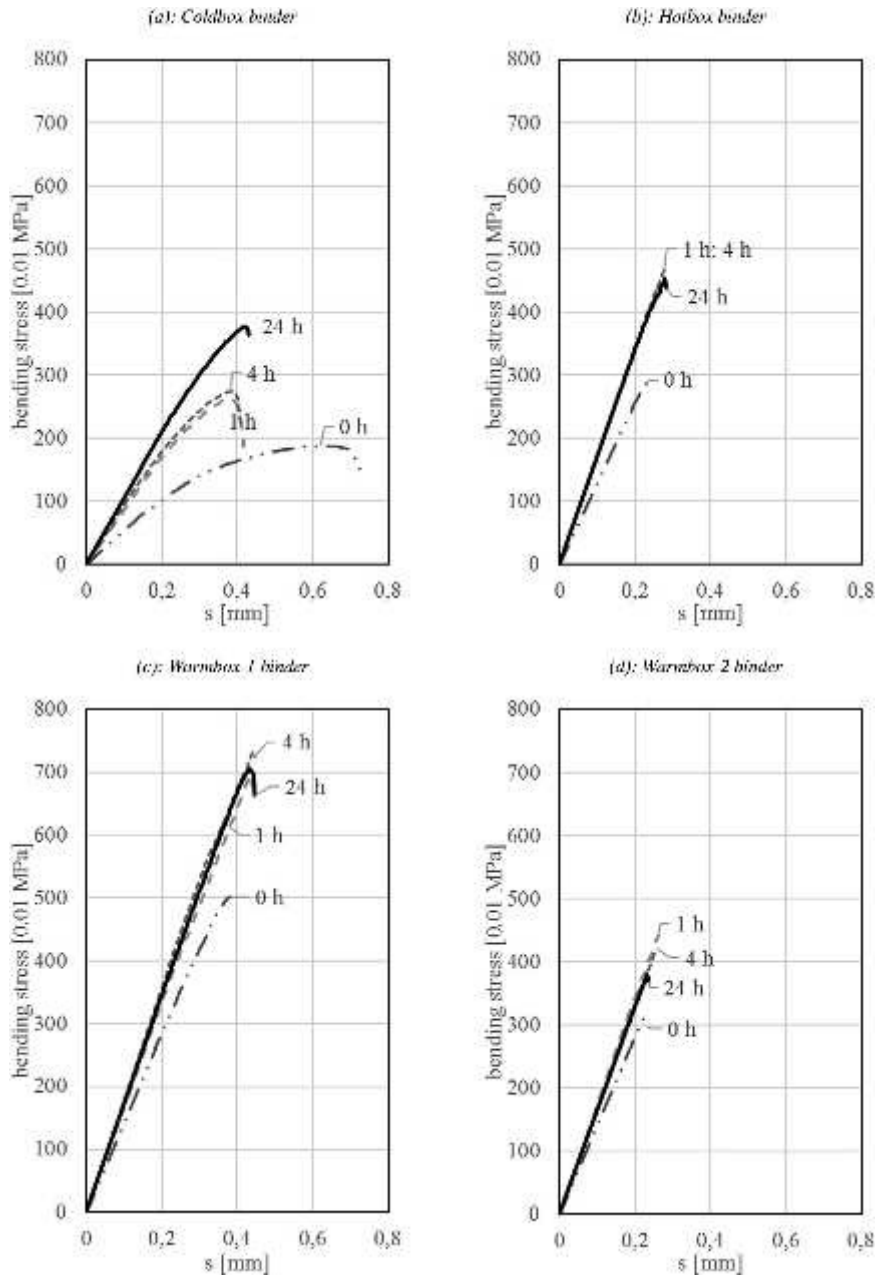 (a): Coldbox binder
(b): Hotbox binder
bending stress [0.01 MPa]
800
700
600
500
400
300
200
100
0
24 h
4 h
1 h
0 h
0
0,2
0,4
0,6
0,8
s [mm]
bending stress [0.01 MPa]
800
700
600
500
400
300
200
100
0
1 h: 4 h
24 h
0 h
0
0,2
0,4
0,6
0,8
s [mm]
(c): Warmbox 1 binder
(d): Warmbox 2 binder
bending stress [0.01 MPa]
800
700
600
500
400
300
200
100
0
4 h
24 h
1 h
0 h
0
0,2
0,4
0,6
0,8
s [mm]
bending stress [0.01 MPa]
800
700
600
500
400
300
200
100
0
1 h
4 h
24 h
0 h
0
0,2
0,4
0,6
0,8
s [mm]